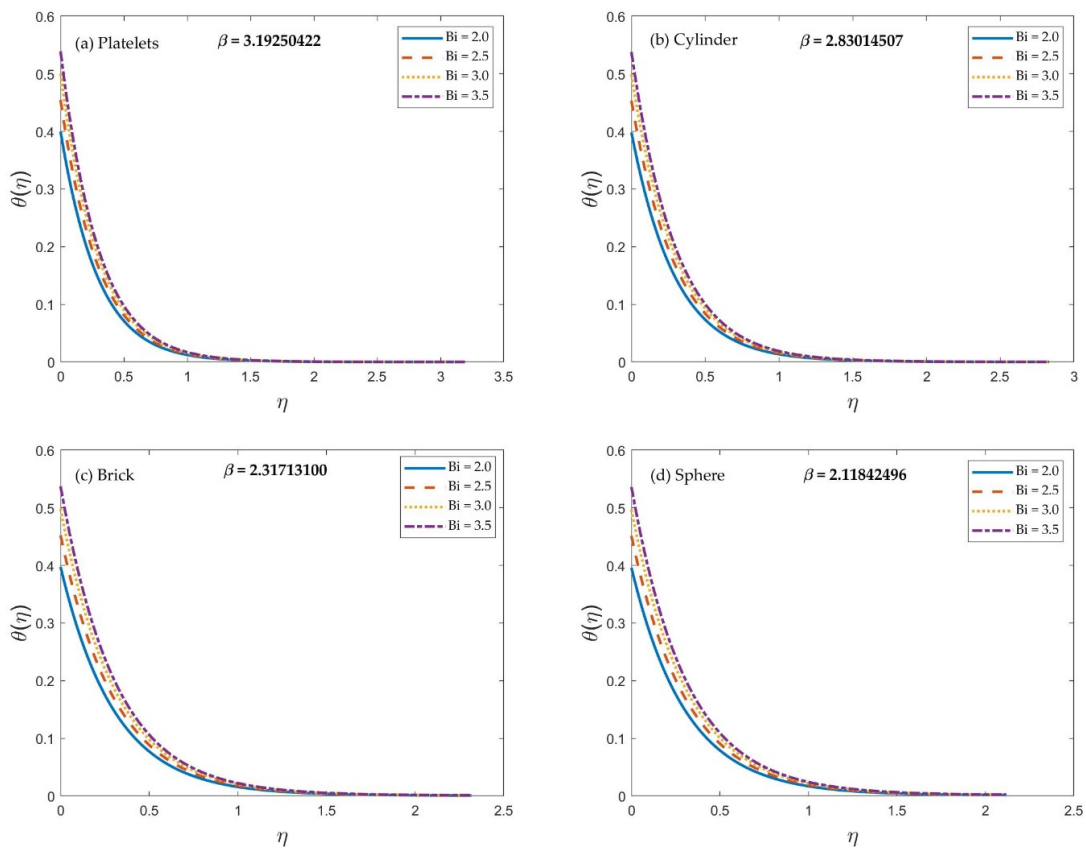 (a) Platelets
β = 3.19250422
Bi = 2.0
Bi = 2.5
Bi = 3.0
Bi = 3.5
0.6
0.5
0.4
0.3
0.2
0.1
0
θ(η)
0 0.5 1 1.5 2 2.5 3 3.5
η
(b) Cylinder
β = 2.83014507
Bi = 2.0
Bi = 2.5
Bi = 3.0
Bi = 3.5
0.6
0.5
0.4
0.3
0.2
0.1
0
θ(η)
0 0.5 1 1.5 2 2.5 3
η
(c) Brick
β = 2.31713100
Bi = 2.0
Bi = 2.5
Bi = 3.0
Bi = 3.5
0.6
0.5
0.4
0.3
0.2
0.1
0
θ(η)
0 0.5 1 1.5 2 2.5
η
(d) Sphere
β = 2.11842496
Bi = 2.0
Bi = 2.5
Bi = 3.0
Bi = 3.5
0.6
0.5
0.4
0.3
0.2
0.1
0
θ(η)
0 0.5 1 1.5 2 2.5
η